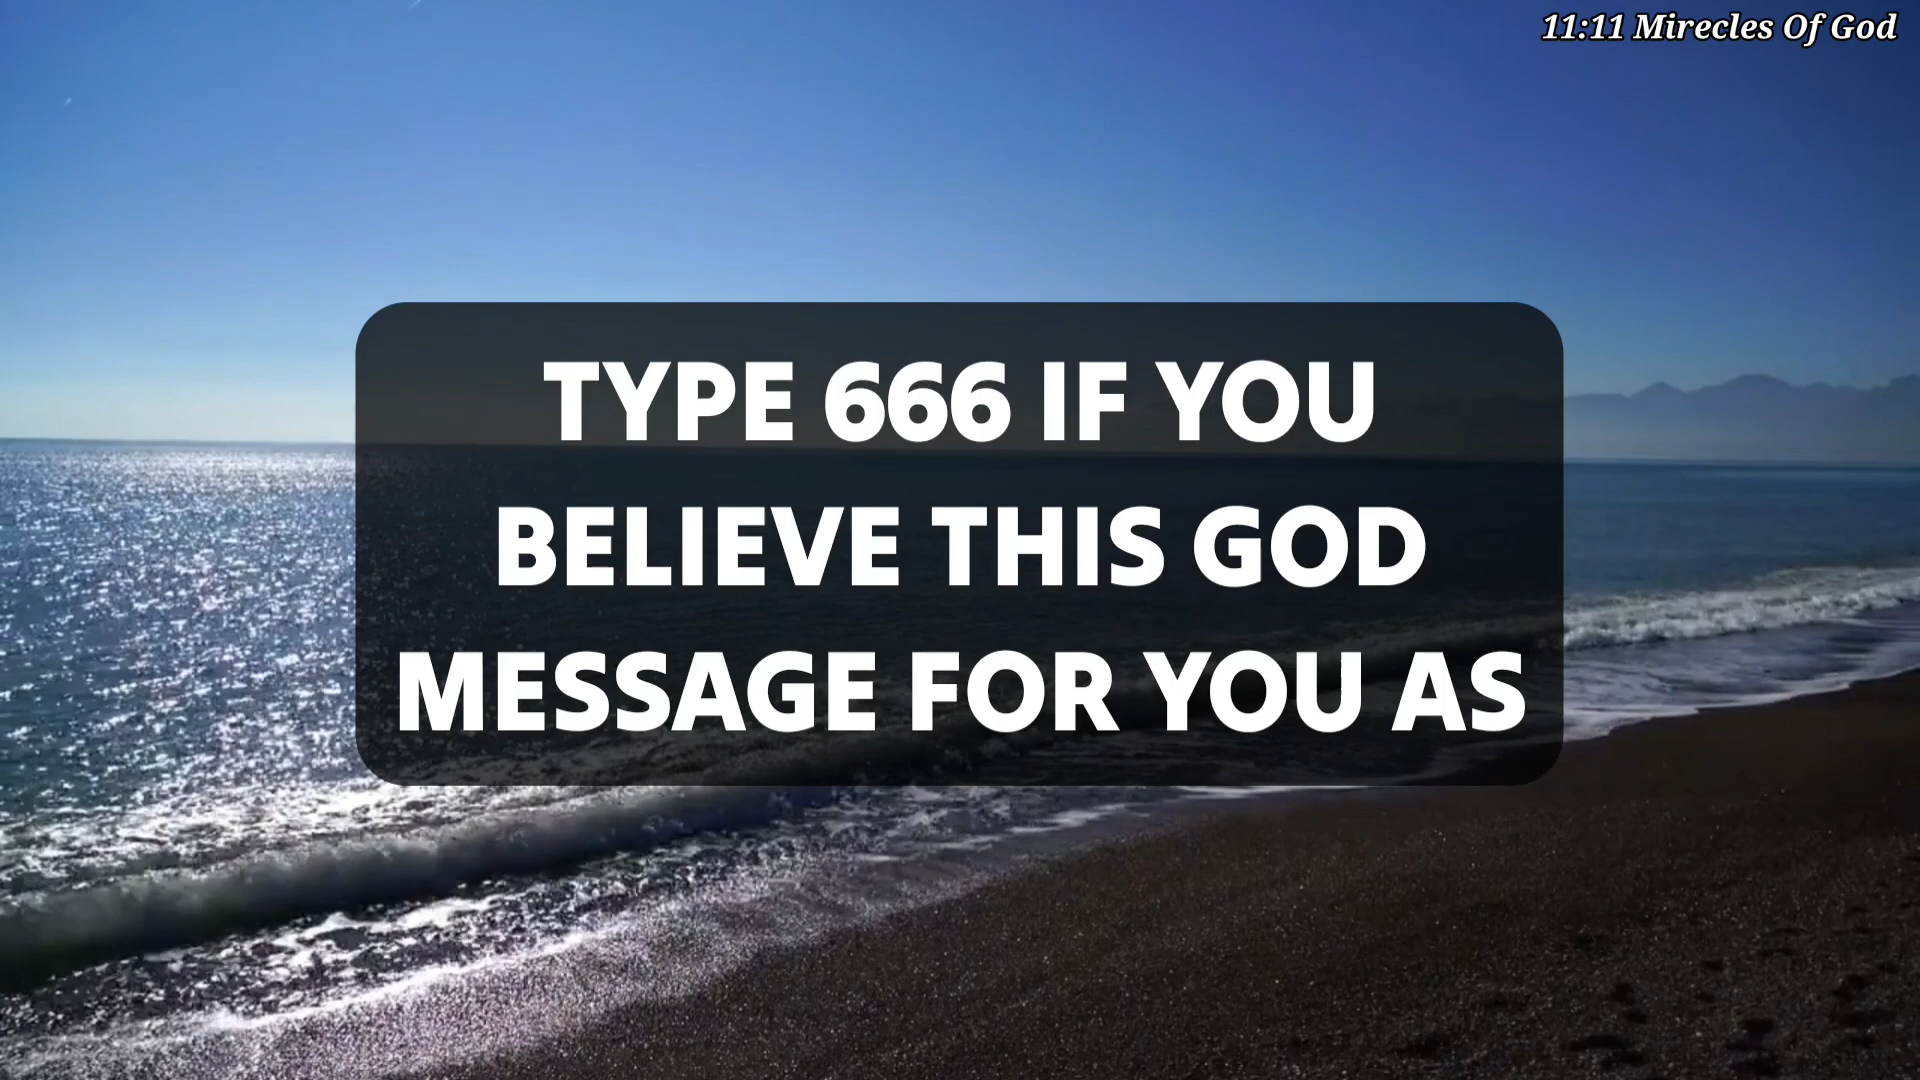 11:11 Mirecles Of God
TYPE 666 IF YOU
BELIEVE THIS GOD
MESSAGE FOR YOU AS